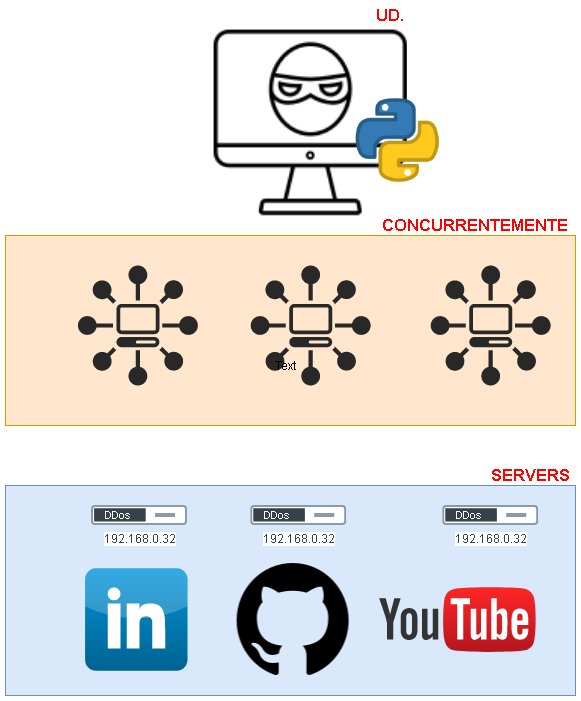 UD.
CONCURRENTEMENTE
Text
SERVERS
DDos DDos DDos
192.168.0.32 192.168.0.32 192.168.0.32
in YouTube